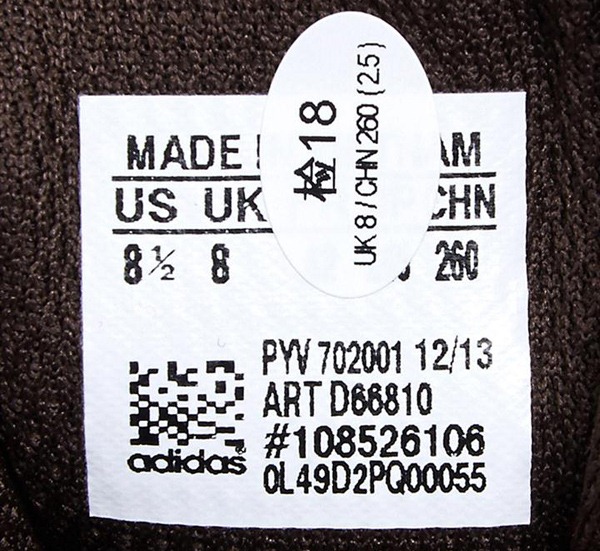 MADE AM
US UK CHN
8½ 8 260
检18
UK 8 / CHN 260 { 2.5 }
PYV 702001 12/13
ART D66810
#108526106
0L49D2PQ00055
adidas